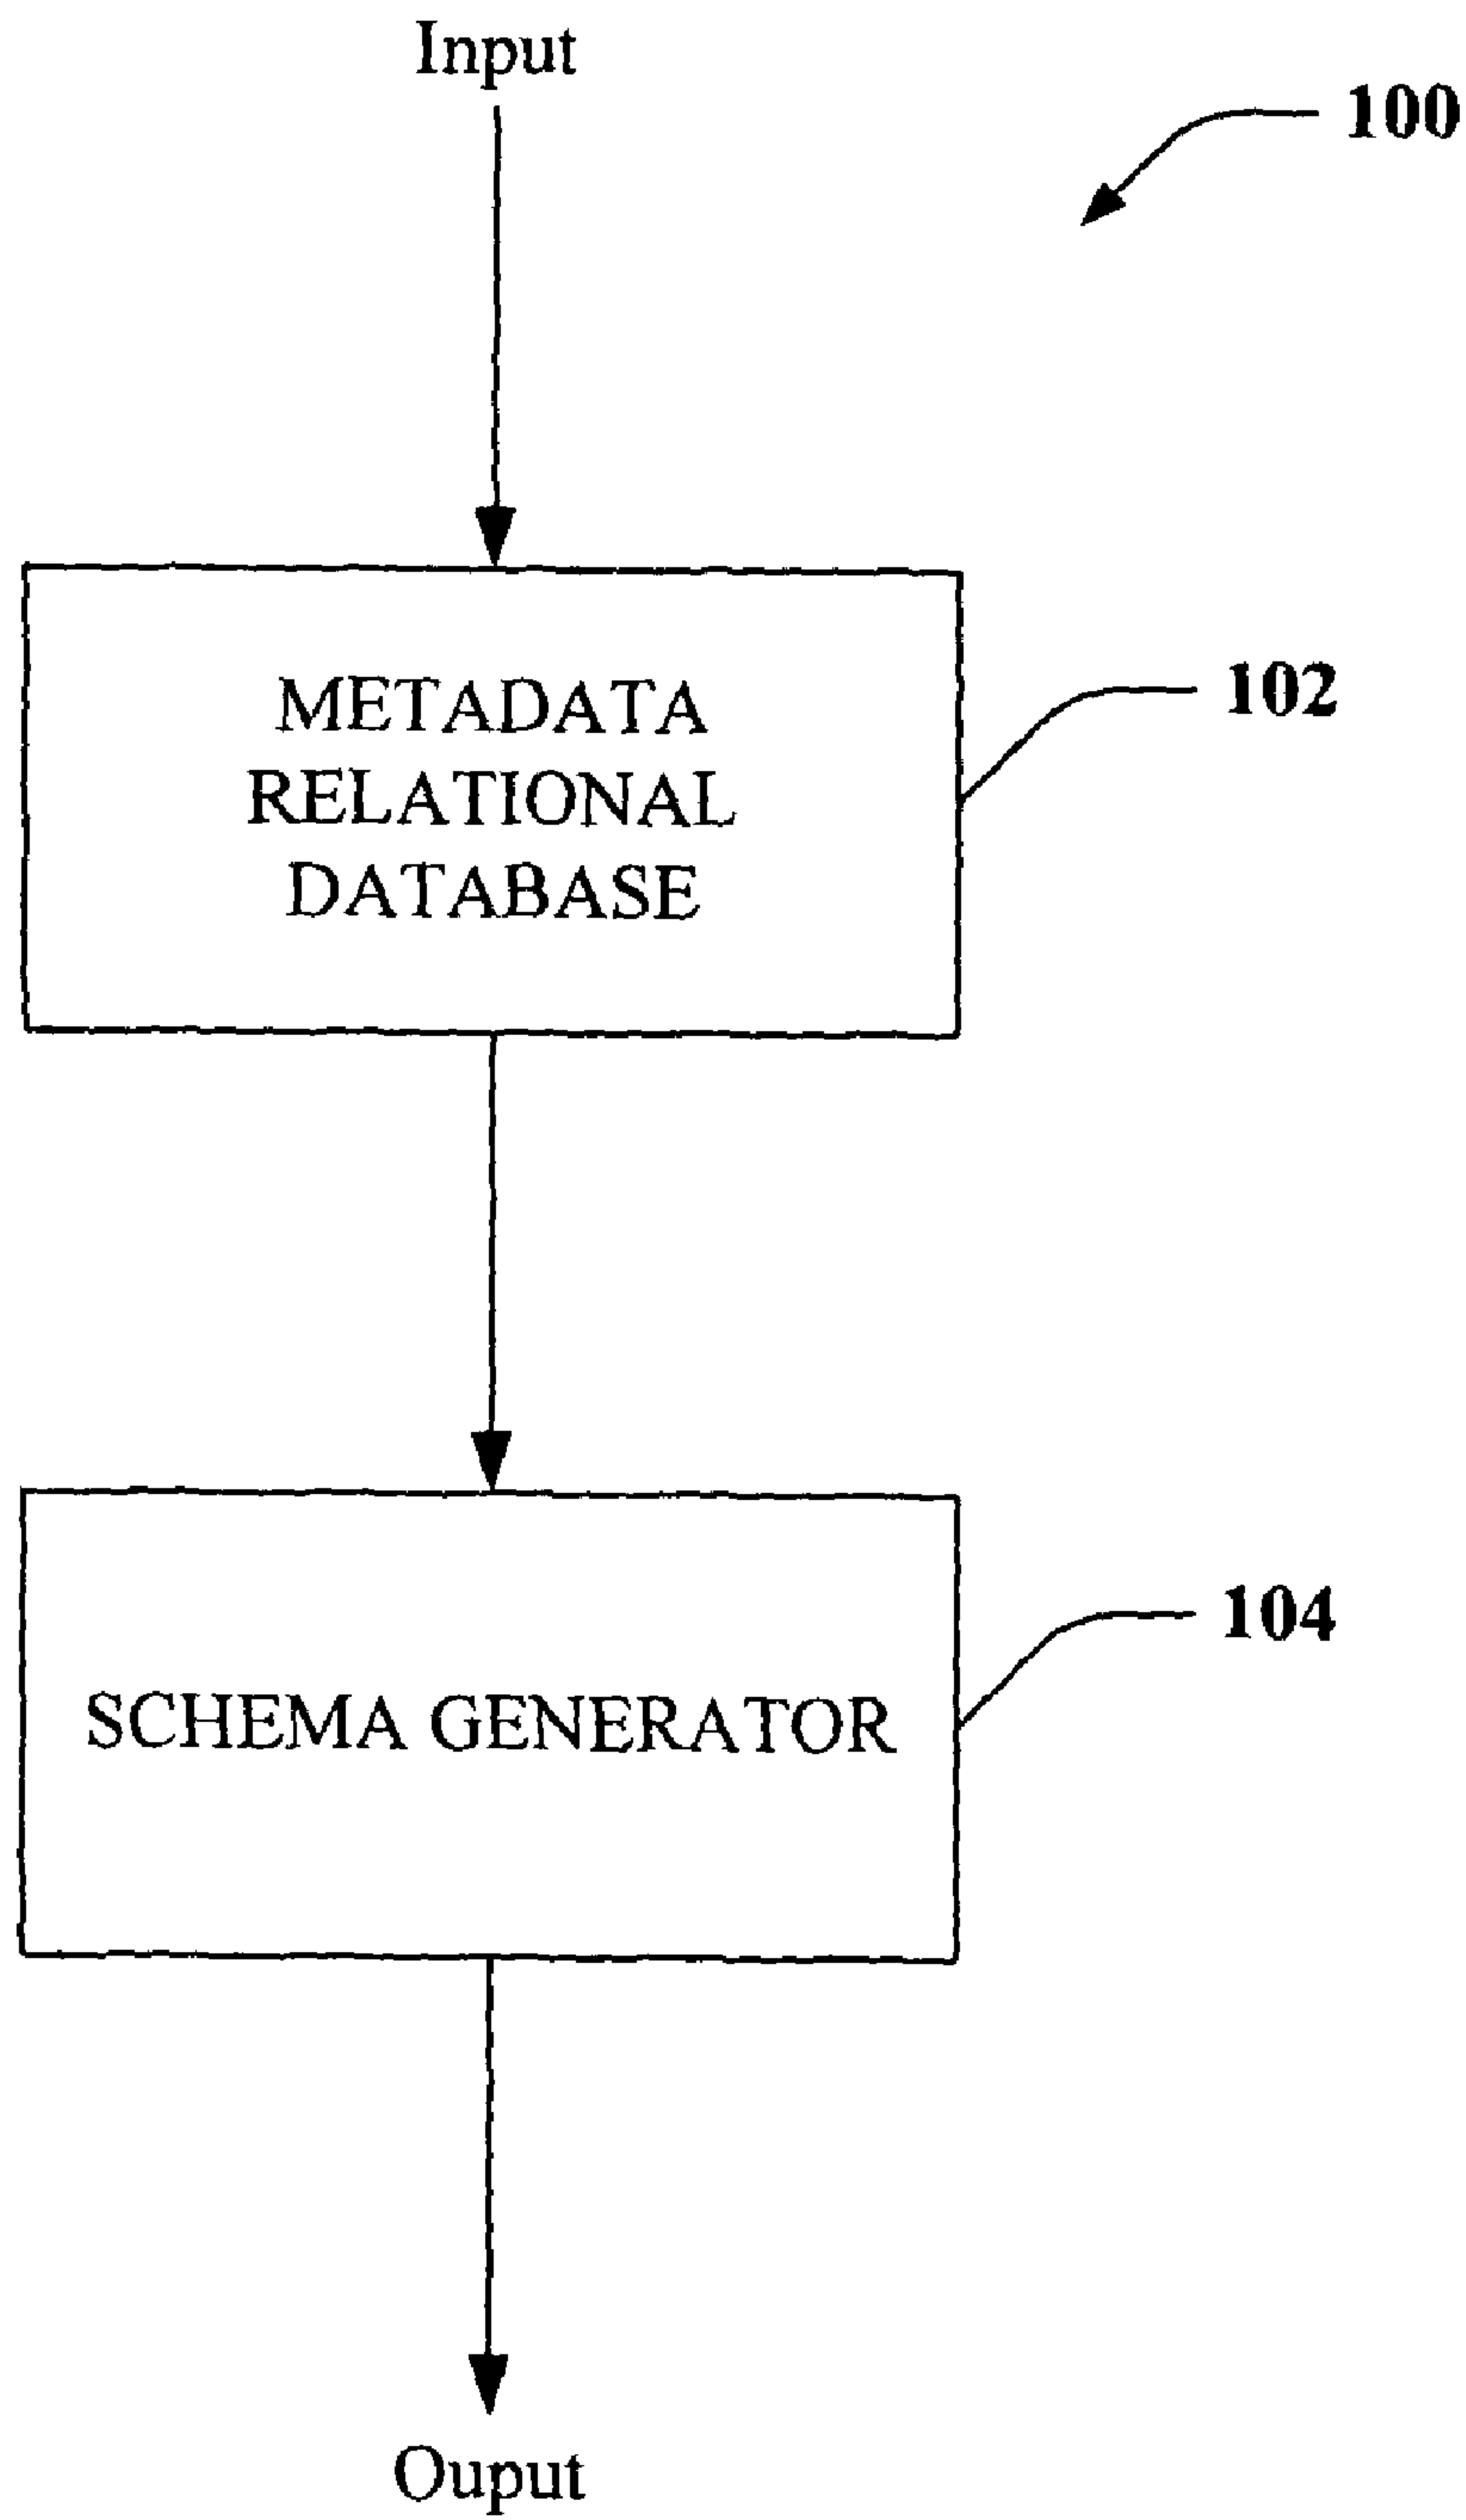 Input
100
METADATA
RELATIONAL
DATABASE
102
SCHEMA GENERATOR
104
Ouput